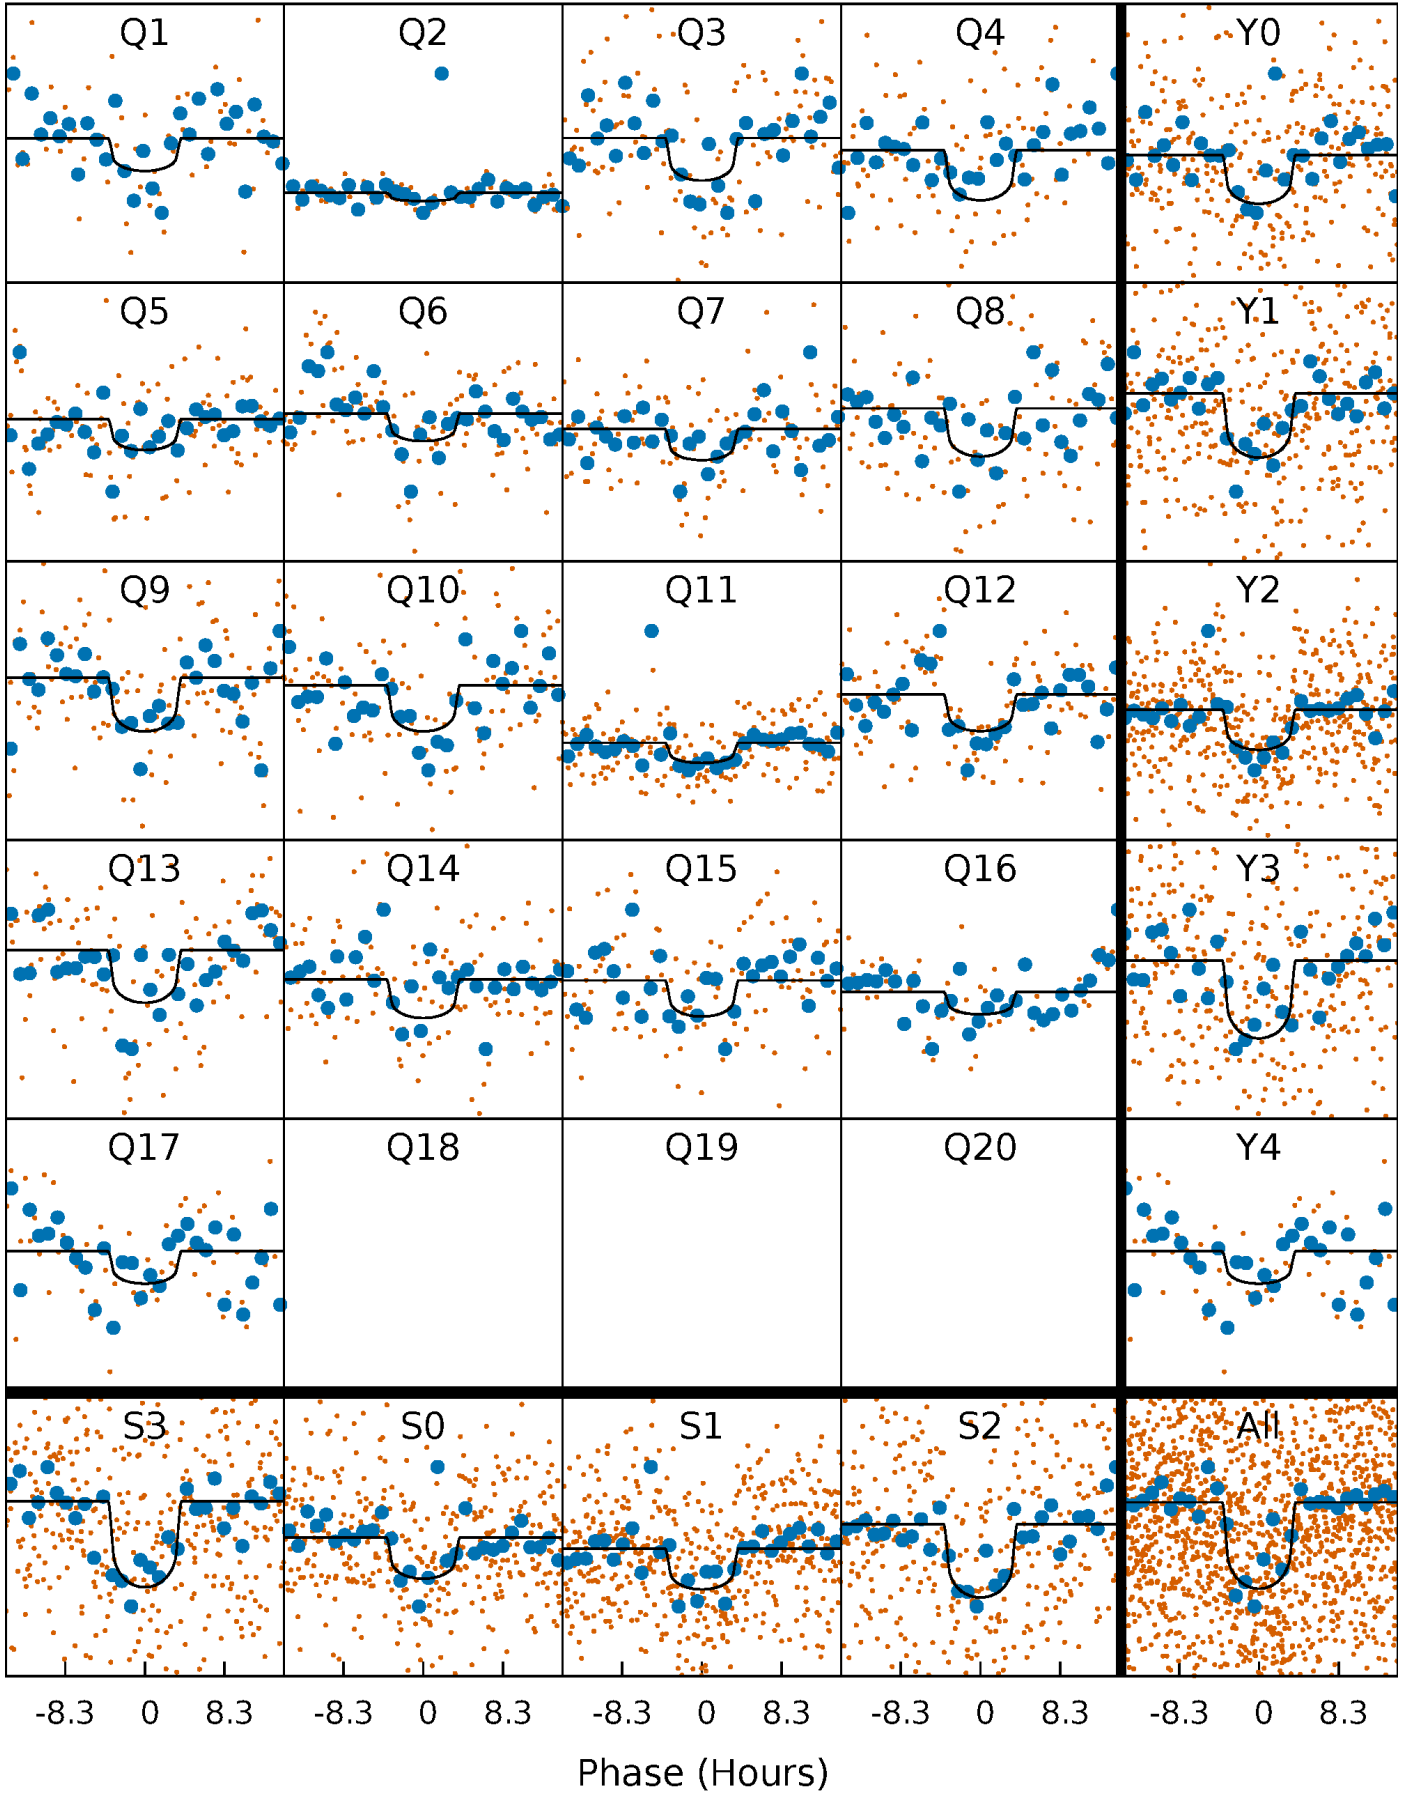 Q1 Q2 Q3 Q4 Y0
Q5 Q6 Q7 Q8 Y1
Q9 Q10 Q11 Q12 Y2
Q13 Q14 Q15 Q16 Y3
Q17 Q18 Q19 Q20 Y4
S3 S0 S1 S2 All
-8.3 0 8.3 -8.3 0 8.3 -8.3 0 8.3 -8.3 0 8.3 -8.3 0 8.3
Phase (Hours)